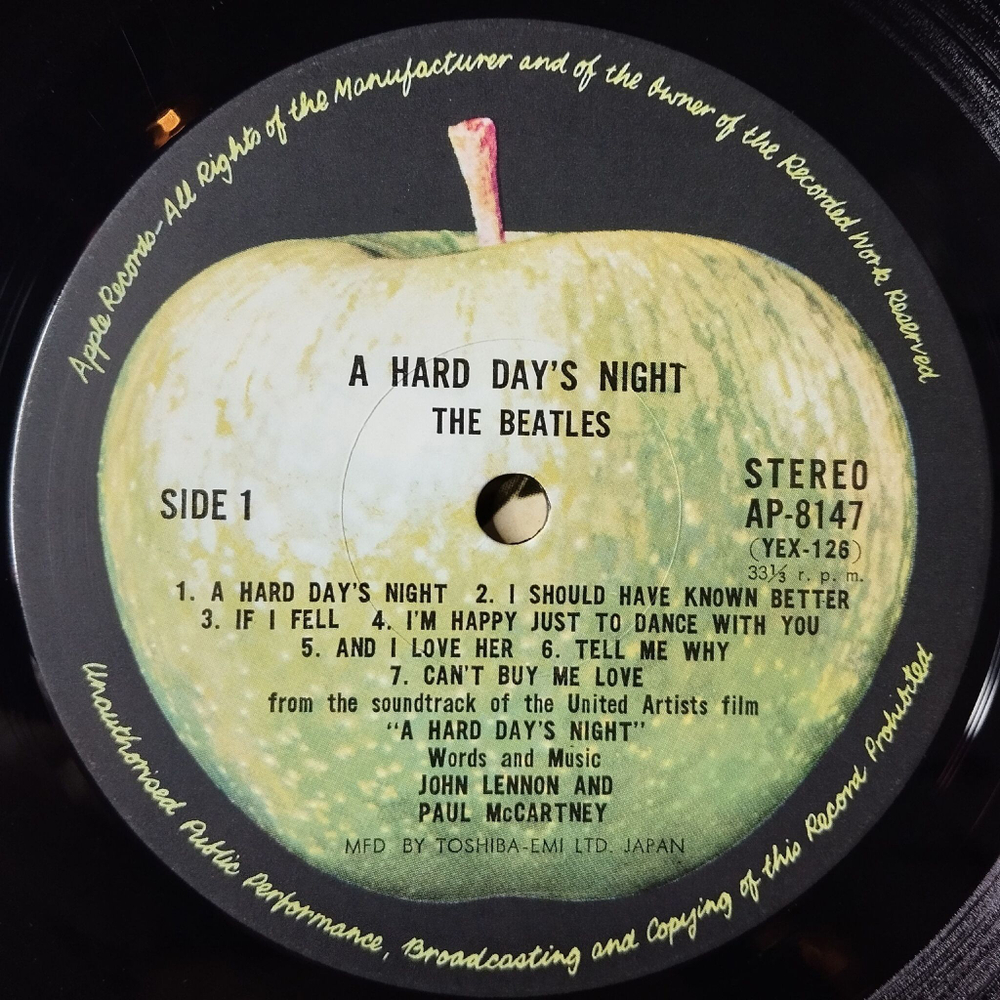 Apple Records – All Rights of the Manufacturer and of the Owner of the Recorded Work Reserved
A HARD DAY'S NIGHT
THE BEATLES
SIDE 1
STEREO
AP-8147
(YEX-126)
33⅓ r. p. m.
1. A HARD DAY'S NIGHT 2. I SHOULD HAVE KNOWN BETTER
3. IF I FELL 4. I'M HAPPY JUST TO DANCE WITH YOU
5. AND I LOVE HER 6. TELL ME WHY
7. CAN'T BUY ME LOVE
from the soundtrack of the United Artists film
"A HARD DAY'S NIGHT"
Words and Music
JOHN LENNON AND
PAUL McCARTNEY
MFD BY TOSHIBA-EMI LTD. JAPAN
Unauthorised Public Performance, Broadcasting and Copying of this Record Prohibited